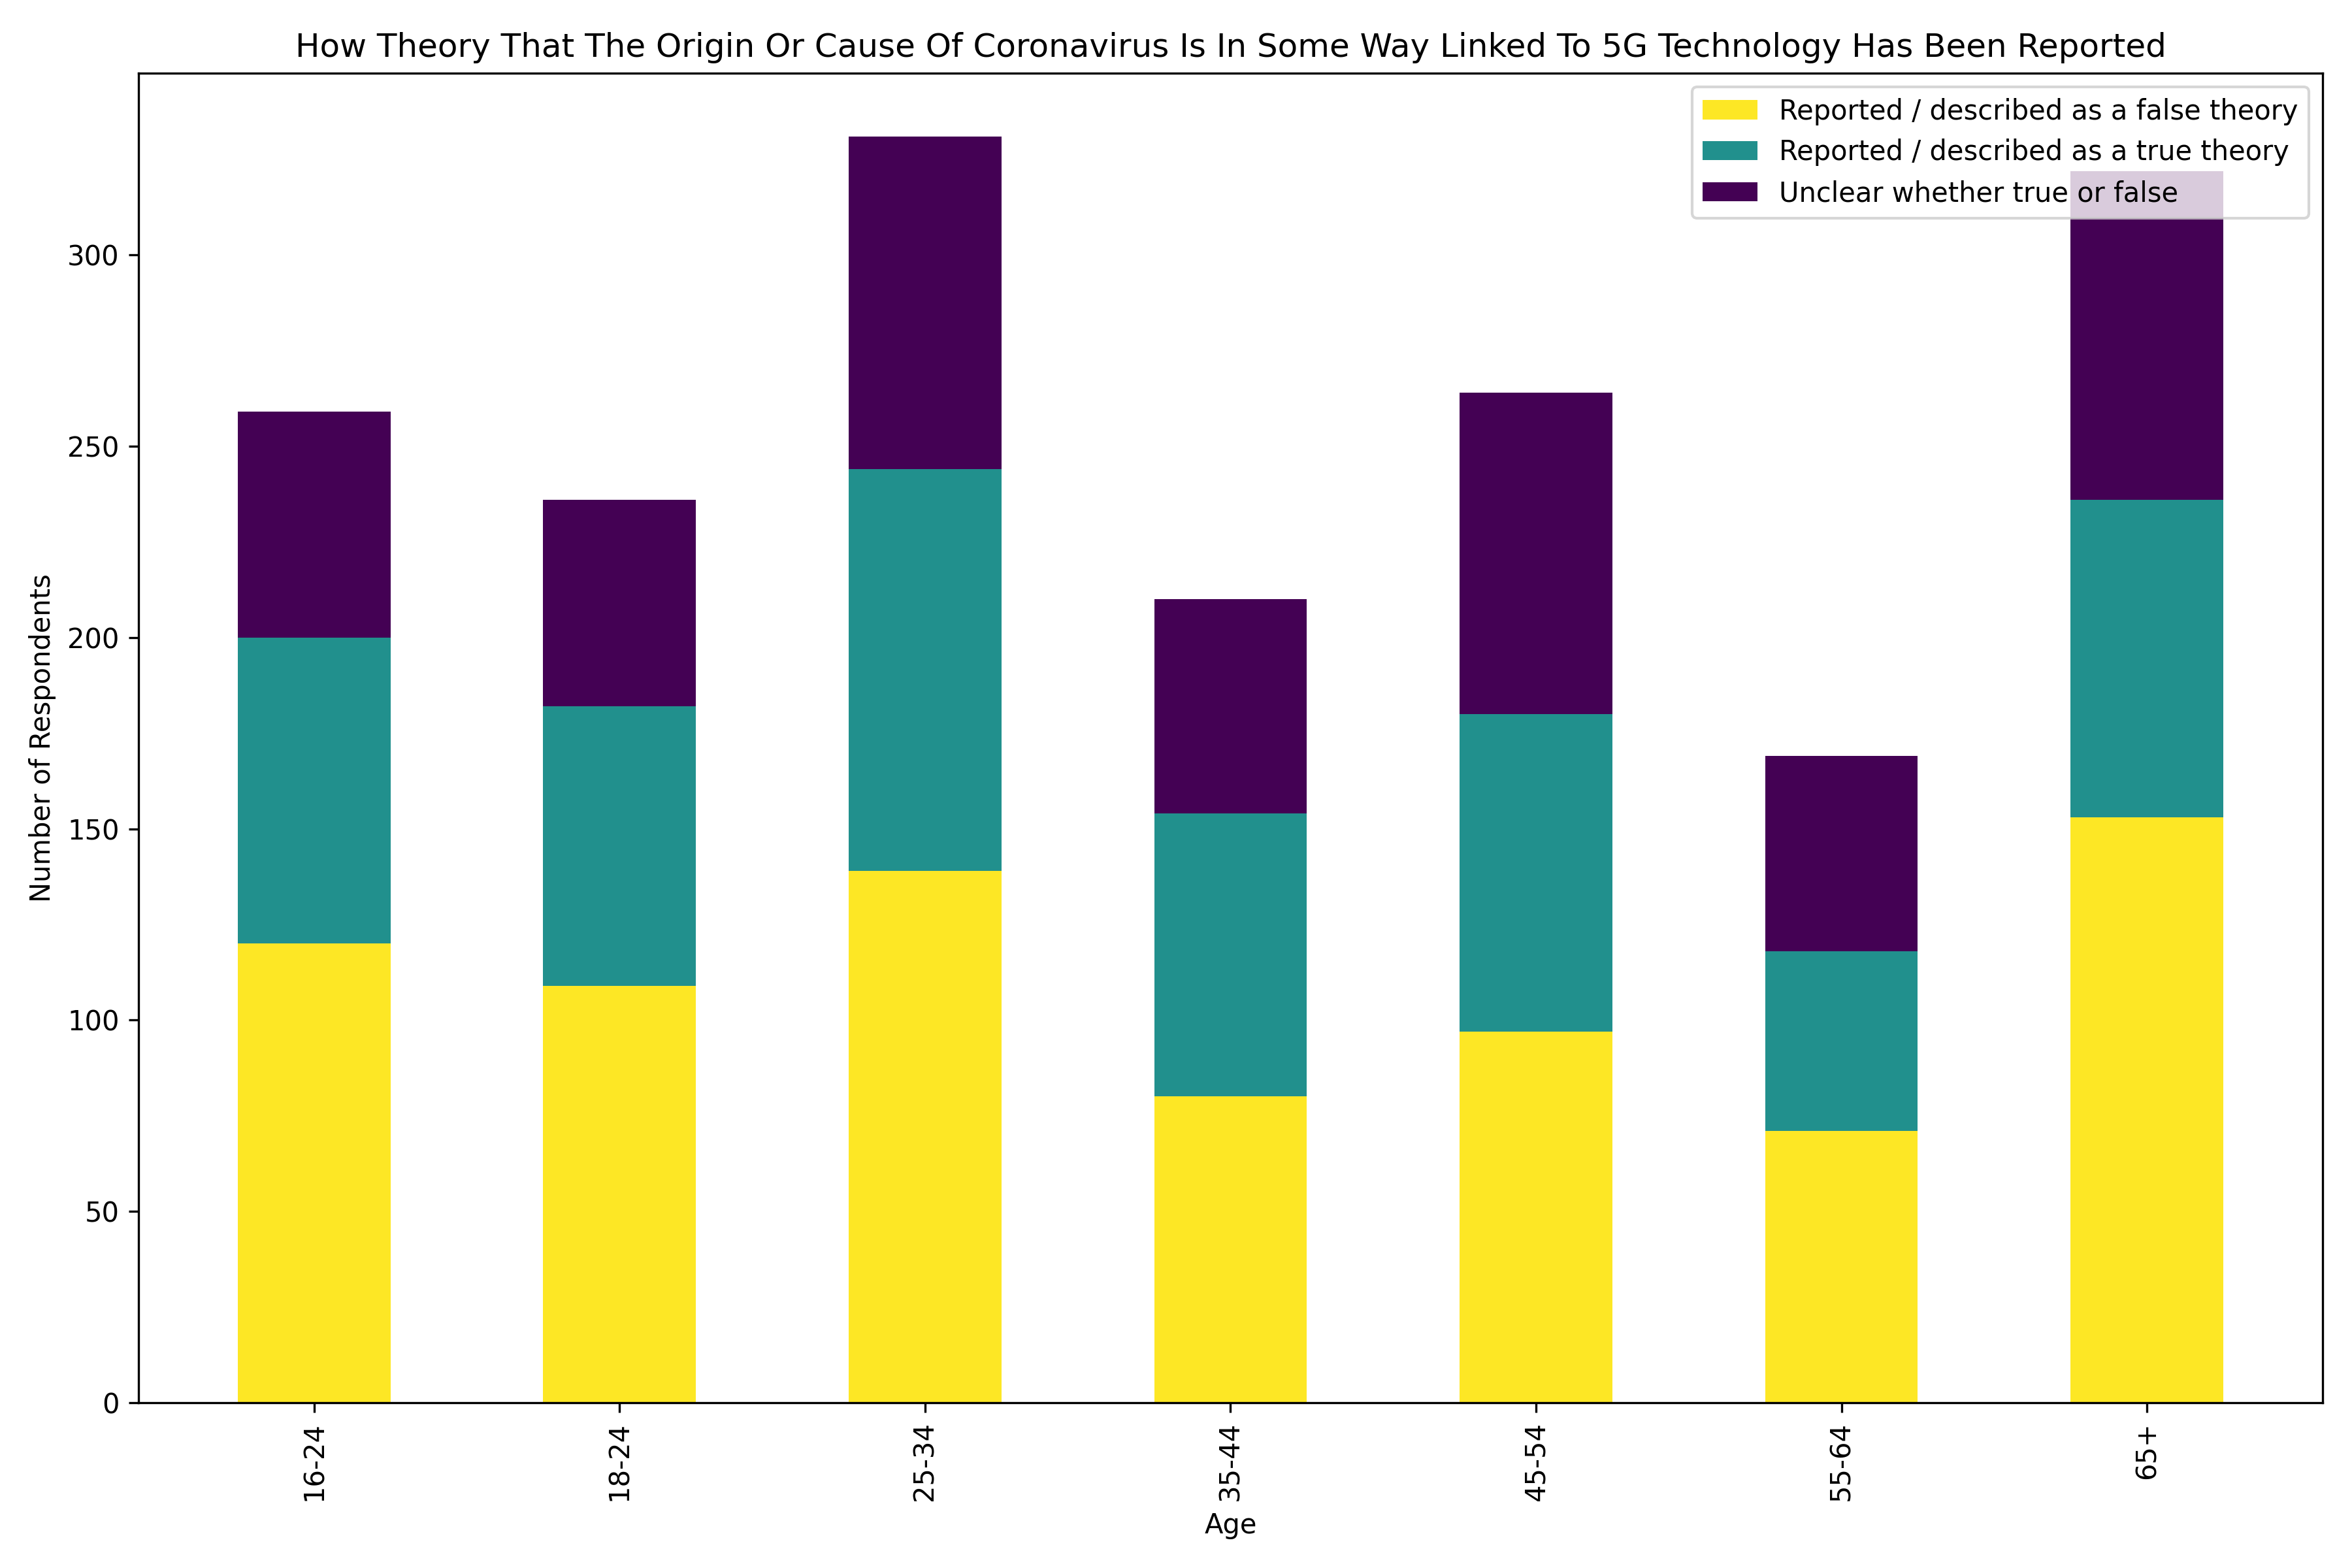 How Theory That The Origin Or Cause Of Coronavirus Is In Some Way Linked To 5G Technology Has Been Reported
Reported / described as a false theory
Reported / described as a true theory
Unclear whether true or false
300
250
200
150
100
50
0
Number of Respondents
16-24
18-24
25-34
35-44
45-54
55-64
65+
Age